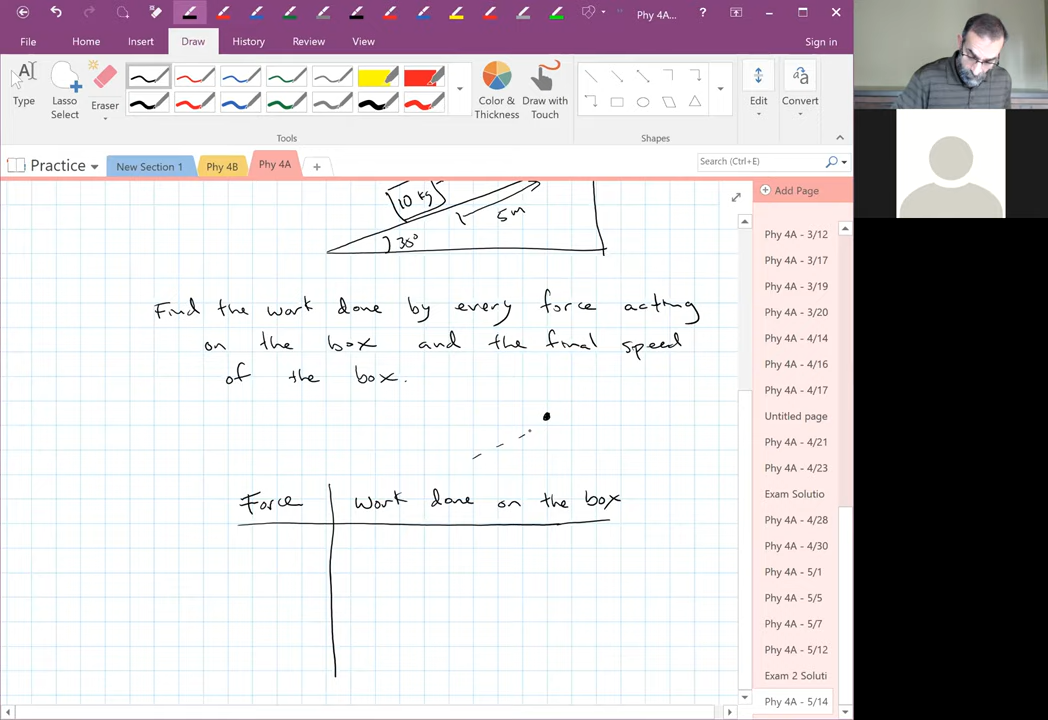 Phy 4A...
?
File
Home
Insert
Draw
History
Review
View
Sign in
Type
Lasso Select
Eraser
Color & Thickness
Draw with Touch
Edit
Convert
Tools
Shapes
Practice
New Section 1
Phy 4B
Phy 4A
Search (Ctrl+E)
Add Page
Phy 4A - 3/12
Phy 4A - 3/17
Phy 4A - 3/19
Phy 4A - 3/20
Phy 4A - 4/14
Phy 4A - 4/16
Phy 4A - 4/17
Untitled page
Phy 4A - 4/21
Phy 4A - 4/23
Exam Solutio
Phy 4A - 4/28
Phy 4A - 4/30
Phy 4A - 5/1
Phy 4A - 5/5
Phy 4A - 5/7
Phy 4A - 5/12
Exam 2 Soluti
Phy 4A - 5/14
10 kg
5m
30°
Find the work done by every force acting
on the box and the final speed
of the box.
Force Work done on the box